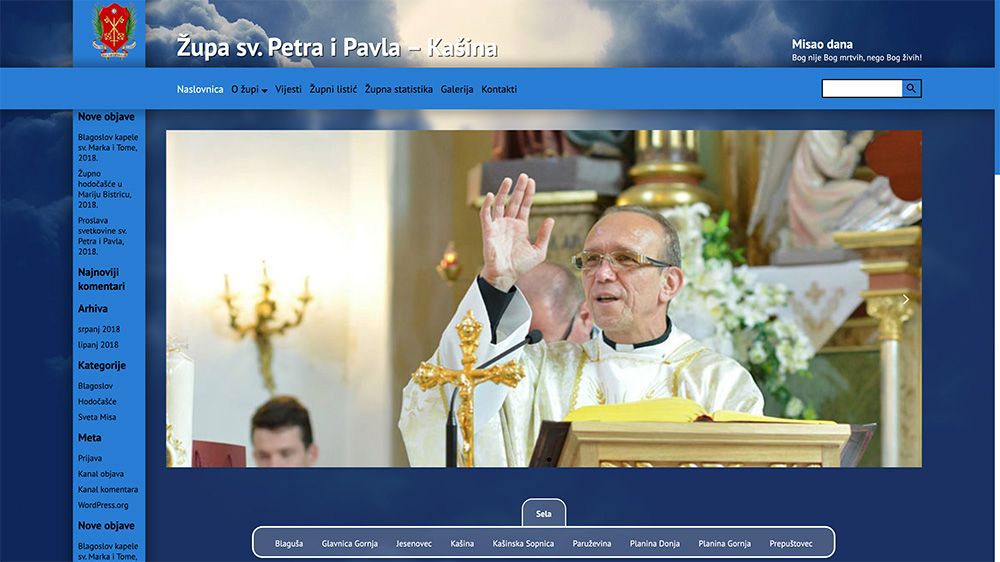 Župa sv. Petra i Pavla – Kašina
Misao dana
Bog nije Bog mrtvih, nego Bog živih!
Naslovnica O župi Vijesti Župni listić Župna statistika Galerija Kontakti
Nove objave
Blagoslov kapele
sv. Marka i Tome,
2018.
Župno
hodočašće u
Mariju Bistricu,
2018.
Proslava
svetkovine sv.
Petra i Pavla,
2018.
Najnoviji
komentari
Arhiva
srpanj 2018
lipanj 2018
Kategorije
Blagoslov
Hodočašće
Sveta Misa
Meta
Prijava
Kanal objava
Kanal komentara
WordPress.org
Nove objave
Blagoslov kapele
sv. Marka i Tome,
Sela
Blaguša Glavnica Gornja Jesenovec Kašina Kašinska Sopnica Paruževina Planina Donja Planina Gornja Prepuštovec